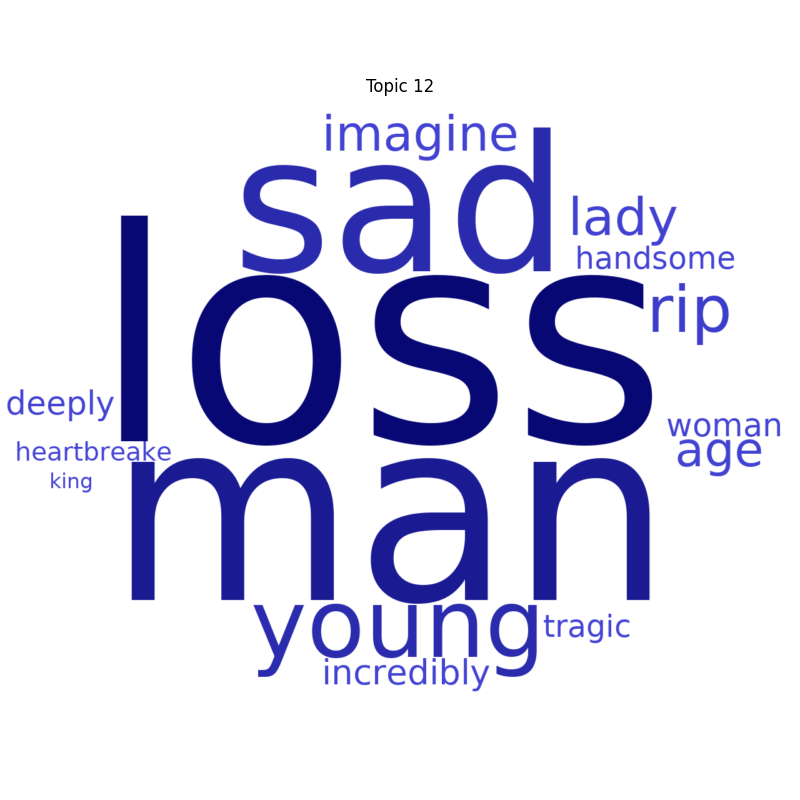 Topic 12
imagine
sad
lady
handsome
loss
rip
deeply
woman
age
heartbreake
king
man
young
tragic
incredibly